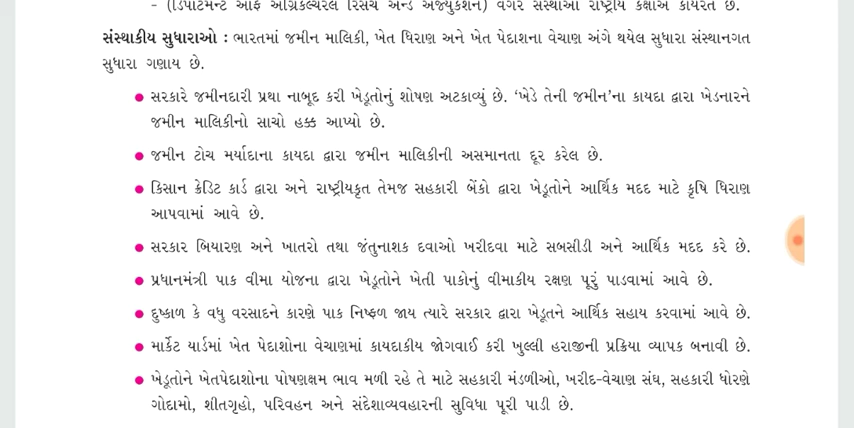 - (ડિપાર્ટમેન્ટ ઑફ એગ્રિકલ્ચરલ રિસર્ચ અન્ડ એજ્યુકેશન) વગેરે સંસ્થાઓ રાષ્ટ્રીય કક્ષાએ કાર્યરત છે.
સંસ્થાકીય સુધારાઓ : ભારતમાં જમીન માલિકી, ખેત ધિરાણ અને ખેત પેદાશના વેચાણ અંગે થયેલ સુધારા સંસ્થાનગત
સુધારા ગણાય છે.
● સરકારે જમીનદારી પ્રથા નાબૂદ કરી ખેડૂતોનું શોષણ અટકાવ્યું છે. ‘ખેડે તેની જમીન’ના કાયદા દ્વારા ખેડનારને
જમીન માલિકીનો સાચો હક્ક આપ્યો છે.
● જમીન ટોચ મર્યાદાના કાયદા દ્વારા જમીન માલિકીની અસમાનતા દૂર કરેલ છે.
● કિસાન ક્રેડિટ કાર્ડ દ્વારા અને રાષ્ટ્રીયકૃત તેમજ સહકારી બેંકો દ્વારા ખેડૂતોને આર્થિક મદદ માટે કૃષિ ધિરાણ
આપવામાં આવે છે.
● સરકાર બિયારણ અને ખાતરો તથા જંતુનાશક દવાઓ ખરીદવા માટે સબસીડી અને આર્થિક મદદ કરે છે.
● પ્રધાનમંત્રી પાક વીમા યોજના દ્વારા ખેડૂતોને ખેતી પાકોનું વીમાકીય રક્ષણ પૂરું પાડવામાં આવે છે.
● દુષ્કાળ કે વધુ વરસાદને કારણે પાક નિષ્ફળ જાય ત્યારે સરકાર દ્વારા ખેડૂતને આર્થિક સહાય કરવામાં આવે છે.
● માર્કેટ યાર્ડમાં ખેત પેદાશોના વેચાણમાં કાયદાકીય જોગવાઈ કરી ખુલ્લી હરાજીની પ્રક્રિયા વ્યાપક બનાવી છે.
● ખેડૂતોને ખેતપેદાશોના પોષણક્ષમ ભાવ મળી રહે તે માટે સહકારી મંડળીઓ, ખરીદ-વેચાણ સંઘ, સહકારી ધોરણે
ગોદામો, શીતગૃહો, પરિવહન અને સંદેશાવ્યવહારની સુવિધા પૂરી પાડી છે.